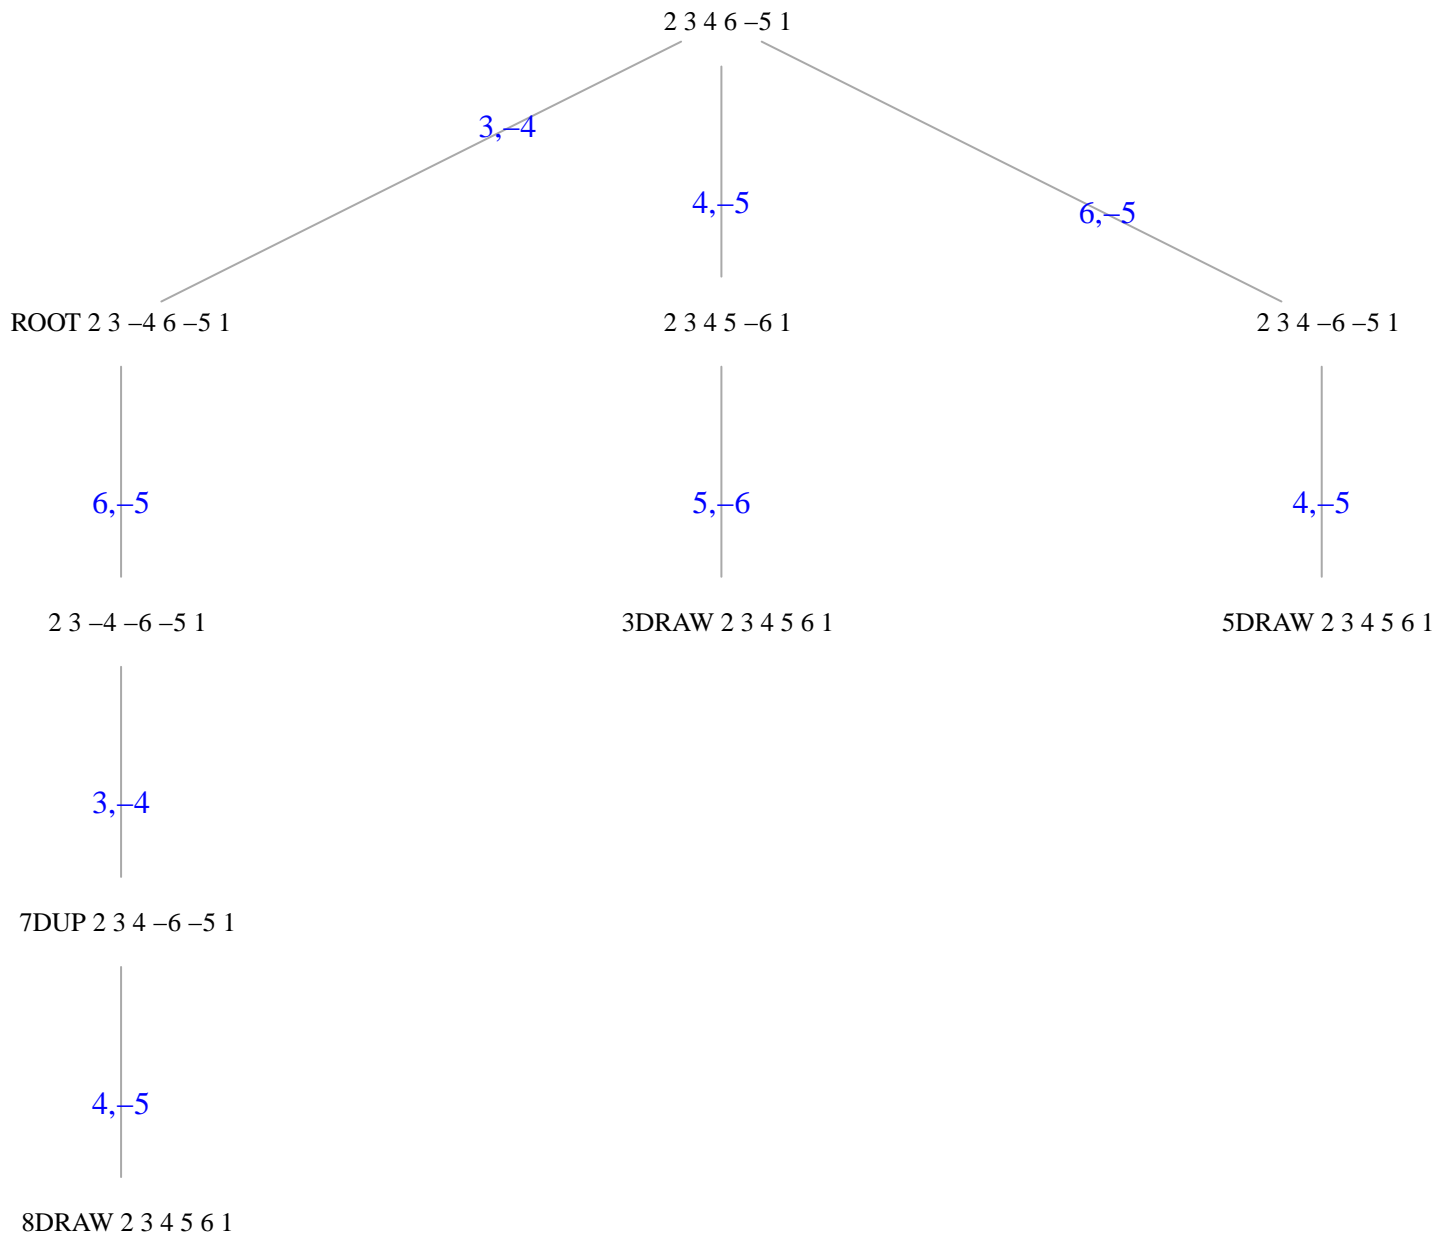 2 3 4 6 –5 1
3,–4
4,–5
6,–5
ROOT 2 3 –4 6 –5 1
2 3 4 5 –6 1
2 3 4 –6 –5 1
6,–5
5,–6
4,–5
2 3 –4 –6 –5 1
3DRAW 2 3 4 5 6 1
5DRAW 2 3 4 5 6 1
3,–4
7DUP 2 3 4 –6 –5 1
4,–5
8DRAW 2 3 4 5 6 1